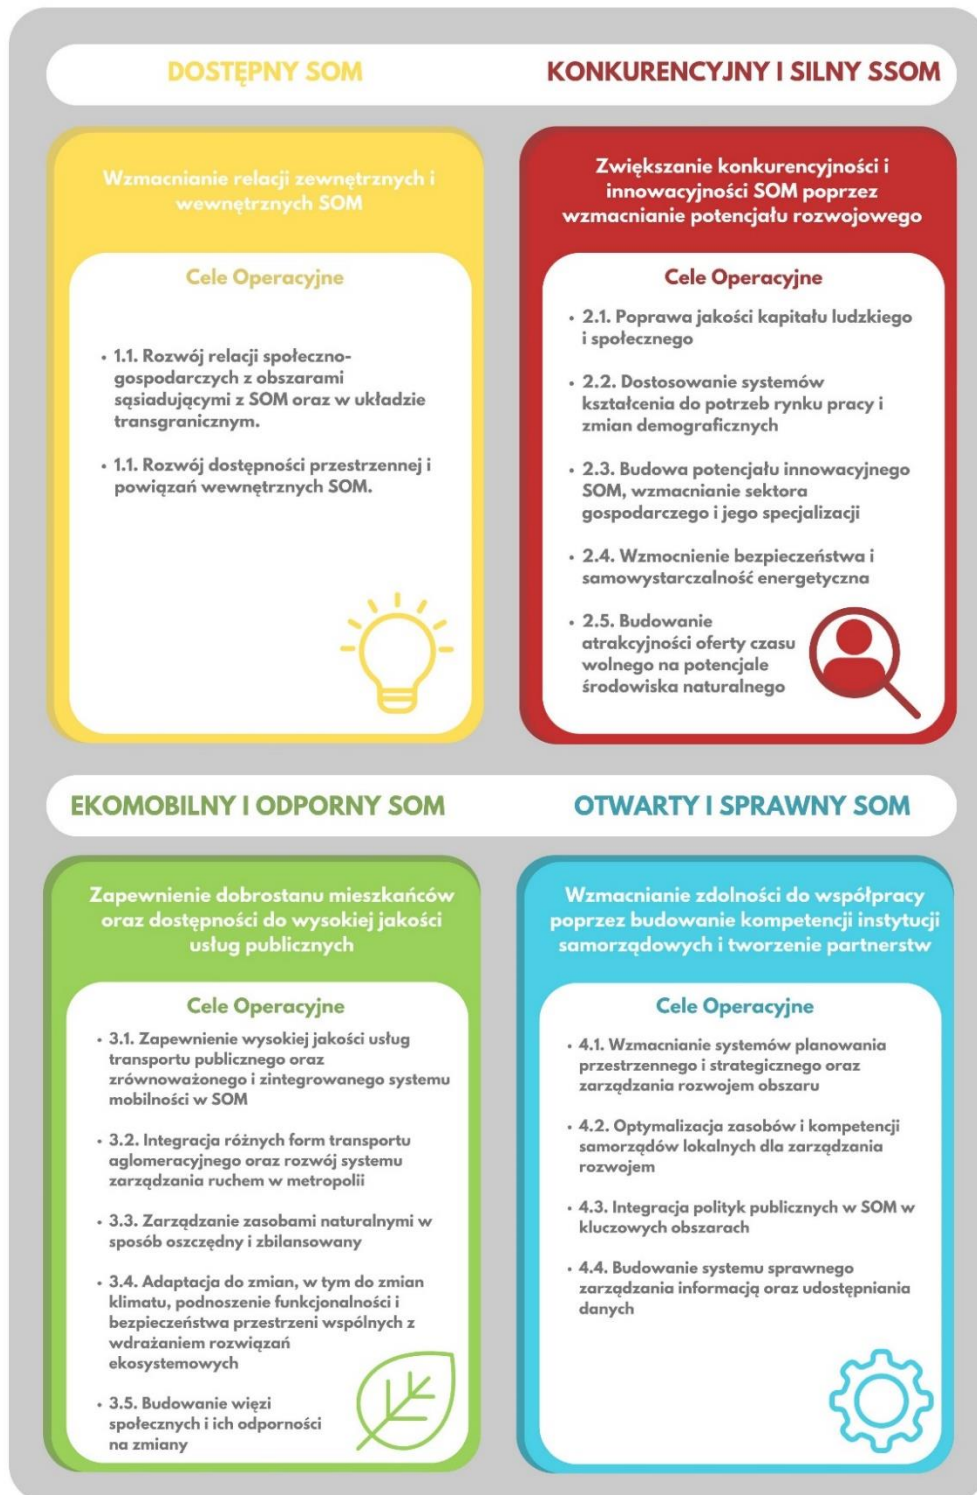 DOSTĘPNY SOM
KONKURENCYJNY I SILNY SSOM
Wzmacnianie relacji zewnętrznych i
wewnętrznych SOM
Cele Operacyjne
• 1.1. Rozwój relacji społeczno-
gospodarczych z obszarami
sąsiadującymi z SOM oraz w układzie
transgranicznym.
• 1.1. Rozwój dostępności przestrzennej i
powiązań wewnętrznych SOM.
Zwiększanie konkurencyjności i
innowacyjności SOM poprzez
wzmacnianie potencjału rozwojowego
Cele Operacyjne
• 2.1. Poprawa jakości kapitału ludzkiego
i społecznego
• 2.2. Dostosowanie systemów
kształcenia do potrzeb rynku pracy i
zmian demograficznych
• 2.3. Budowa potencjału innowacyjnego
SOM, wzmacnianie sektora
gospodarczego i jego specjalizacji
• 2.4. Wzmocnienie bezpieczeństwa i
samowystarczalność energetyczna
• 2.5. Budowanie
atrakcyjności oferty czasu
wolnego na potencjale
środowiska naturalnego
EKOMOBILNY I ODPORNY SOM
OTWARTY I SPRAWNY SOM
Zapewnienie dobrostanu mieszkańców
oraz dostępności do wysokiej jakości
usług publicznych
Cele Operacyjne
• 3.1. Zapewnienie wysokiej jakości usług
transportu publicznego oraz
zrównoważonego i zintegrowanego systemu
mobilności w SOM
• 3.2. Integracja różnych form transportu
aglomeracyjnego oraz rozwój systemu
zarządzania ruchem w metropolii
• 3.3. Zarządzanie zasobami naturalnymi w
sposób oszczędny i zbilansowany
• 3.4. Adaptacja do zmian, w tym do zmian
klimatu, podnoszenie funkcjonalności i
bezpieczeństwa przestrzeni wspólnych z
wdrażaniem rozwiązań
ekosystemowych
• 3.5. Budowanie więzi
społecznych i ich odporności
na zmiany
Wzmacnianie zdolności do współpracy
poprzez budowanie kompetencji instytucji
samorządowych i tworzenie partnerstw
Cele Operacyjne
• 4.1. Wzmacnianie systemów planowania
przestrzennego i strategicznego oraz
zarządzania rozwojem obszaru
• 4.2. Optymalizacja zasobów i kompetencji
samorządów lokalnych dla zarządzania
rozwojem
• 4.3. Integracja polityk publicznych w SOM w
kluczowych obszarach
• 4.4. Budowanie systemu sprawnego
zarządzania informacją oraz udostępniania
danych